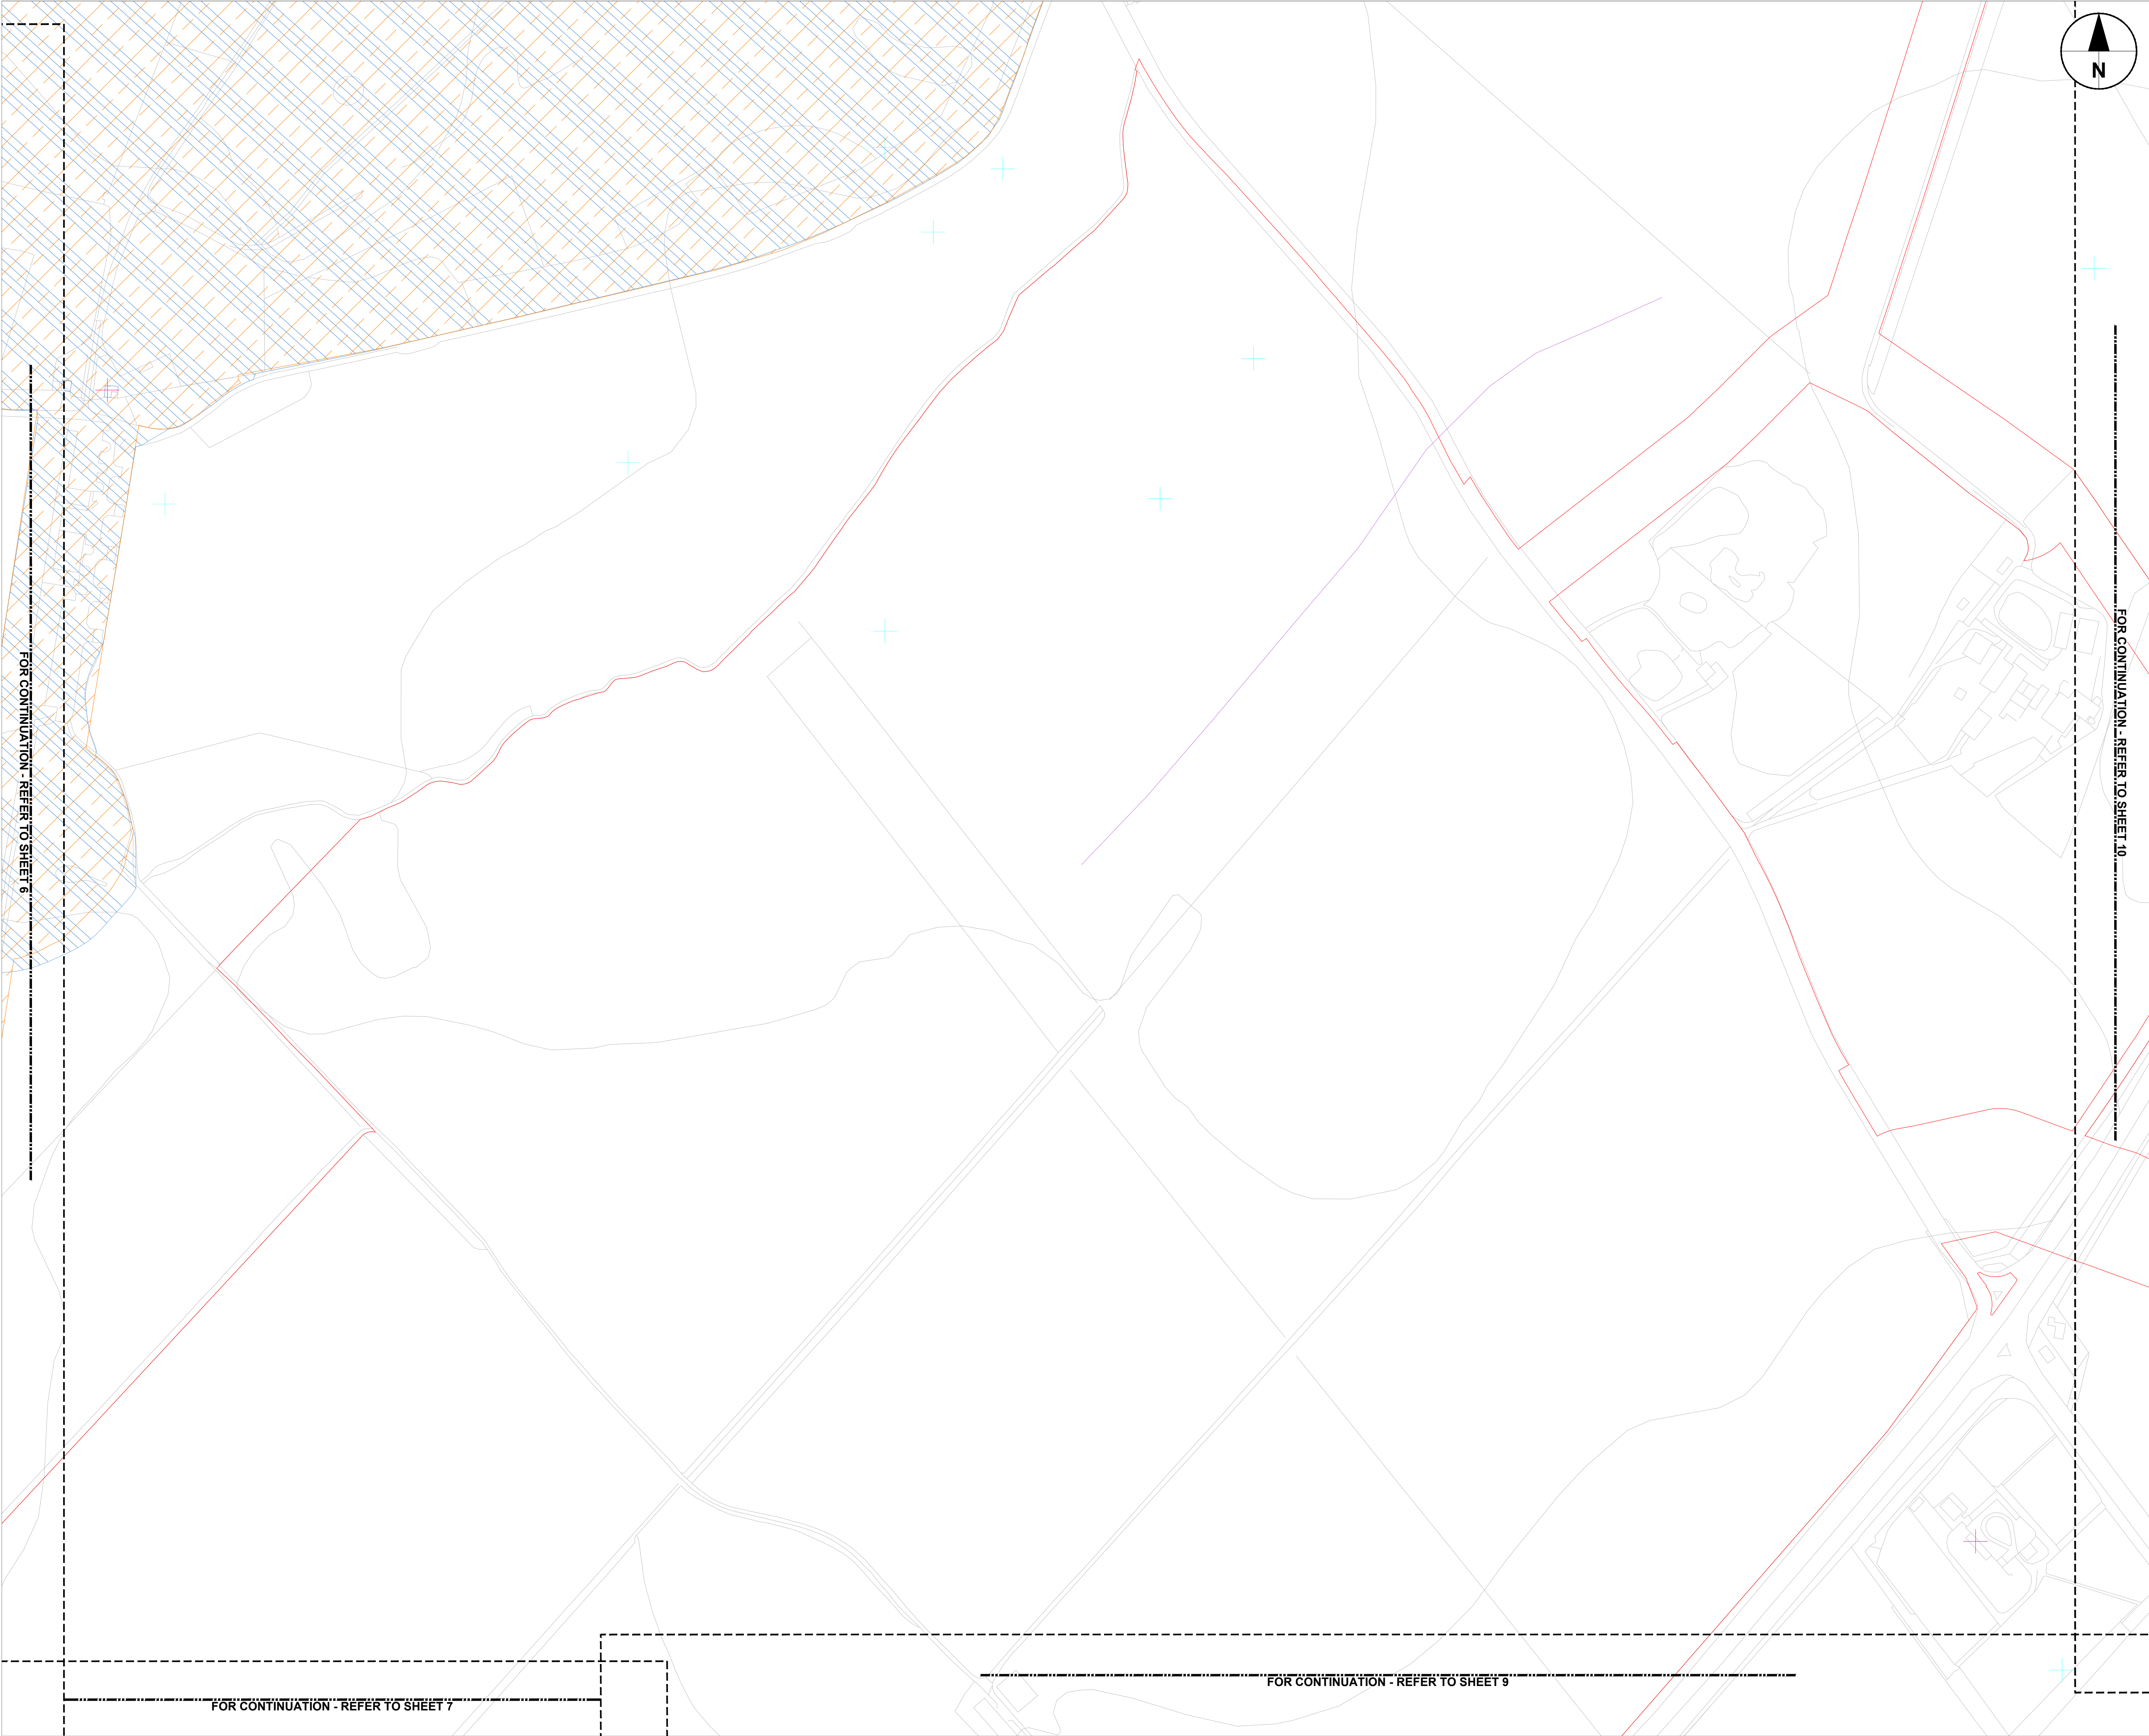 N
FOR CONTINUATION - REFER TO SHEET 6
FOR CONTINUATION - REFER TO SHEET 10
FOR CONTINUATION - REFER TO SHEET 9
FOR CONTINUATION - REFER TO SHEET 7